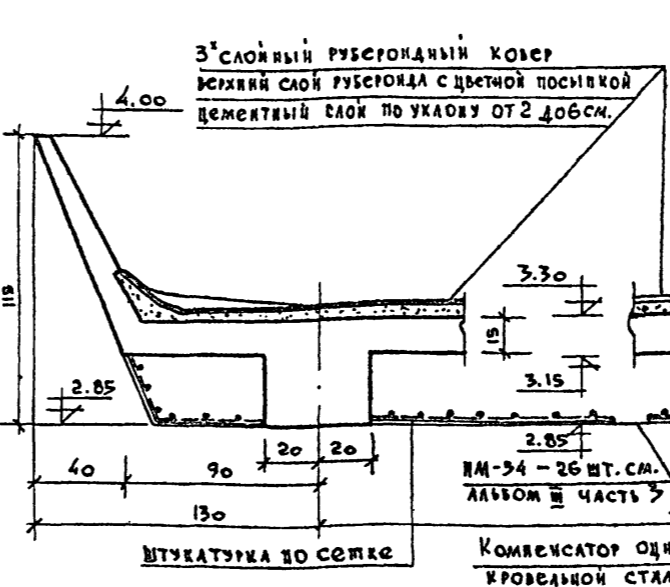 3х слойный рубероидный ковер
верхний слой рубероида с цветной посыпкой
цементный слой по уклону от 2 до 6 см.
4.00
3.30
115
15
2.85
3.15
2.85
20 20
40 90
130
ИМ-34 – 26 шт. см.
альбом III часть 3
штукатурка по сетке
Компенсатор
кровельной